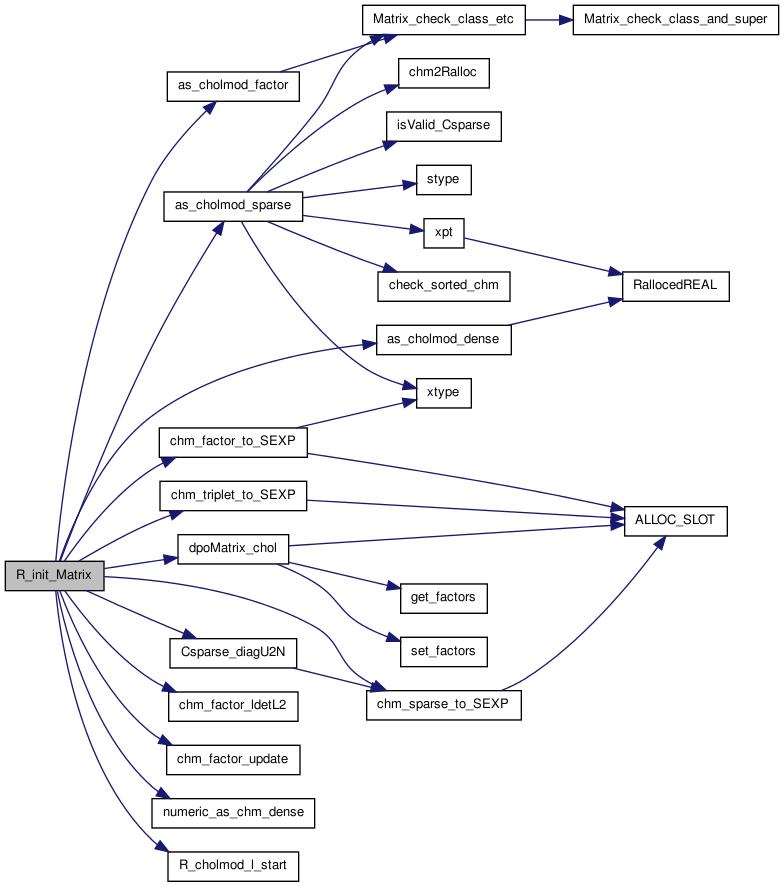 Matrix_check_class_etc
Matrix_check_class_and_super
as_cholmod_factor
chm2Ralloc
isValid_Csparse
stype
as_cholmod_sparse
xpt
check_sorted_chm
RallocedREAL
as_cholmod_dense
xtype
chm_factor_to_SEXP
chm_triplet_to_SEXP
ALLOC_SLOT
dpoMatrix_chol
R_init_Matrix
get_factors
Csparse_diagU2N
set_factors
chm_factor_ldetL2
chm_sparse_to_SEXP
chm_factor_update
numeric_as_chm_dense
R_cholmod_l_start